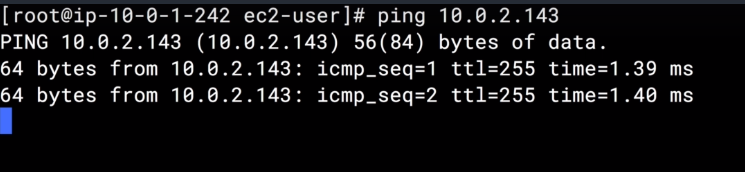 [root@ip-10-0-1-242 ec2-user]# ping 10.0.2.143
PING 10.0.2.143 (10.0.2.143) 56(84) bytes of data.
64 bytes from 10.0.2.143: icmp_seq=1 ttl=255 time=1.39 ms
64 bytes from 10.0.2.143: icmp_seq=2 ttl=255 time=1.40 ms